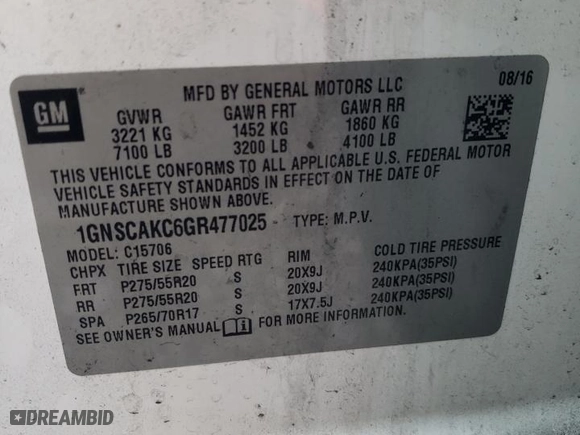 GM
MFD BY GENERAL MOTORS LLC 08/16
GVWR GAWR FRT GAWR RR
3221 KG 1452 KG 1860 KG
7100 LB 3200 LB 4100 LB
THIS VEHICLE CONFORMS TO ALL APPLICABLE U.S. FEDERAL MOTOR
VEHICLE SAFETY STANDARDS IN EFFECT ON THE DATE OF
MANUFACTURE SHOWN ABOVE.
1GNSCAKC6GR477025 TYPE: M.P.V.
MODEL: C15706
CHPX TIRE SIZE SPEED RTG RIM COLD TIRE PRESSURE
FRT P275/55R20 S 20X9J 240KPA(35PSI)
RR P275/55R20 S 20X9J 240KPA(35PSI)
SPA P265/70R17 S 17X7.5J 240KPA(35PSI)
SEE OWNER'S MANUAL FOR MORE INFORMATION.
DREAMBID